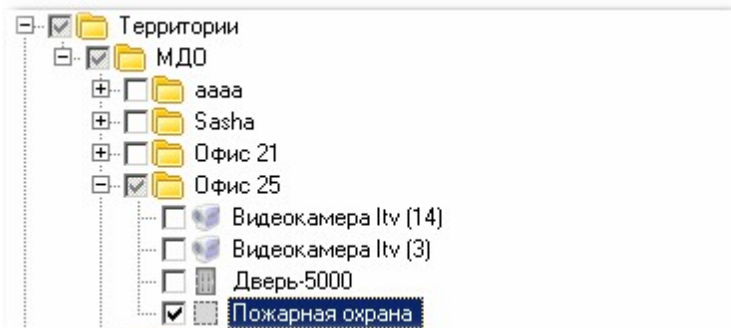 Территории
МДО
аааа
Sasha
Офис 21
Офис 25
Видеокамера Itv (14)
Видеокамера Itv (3)
Дверь-5000
Пожарная охрана